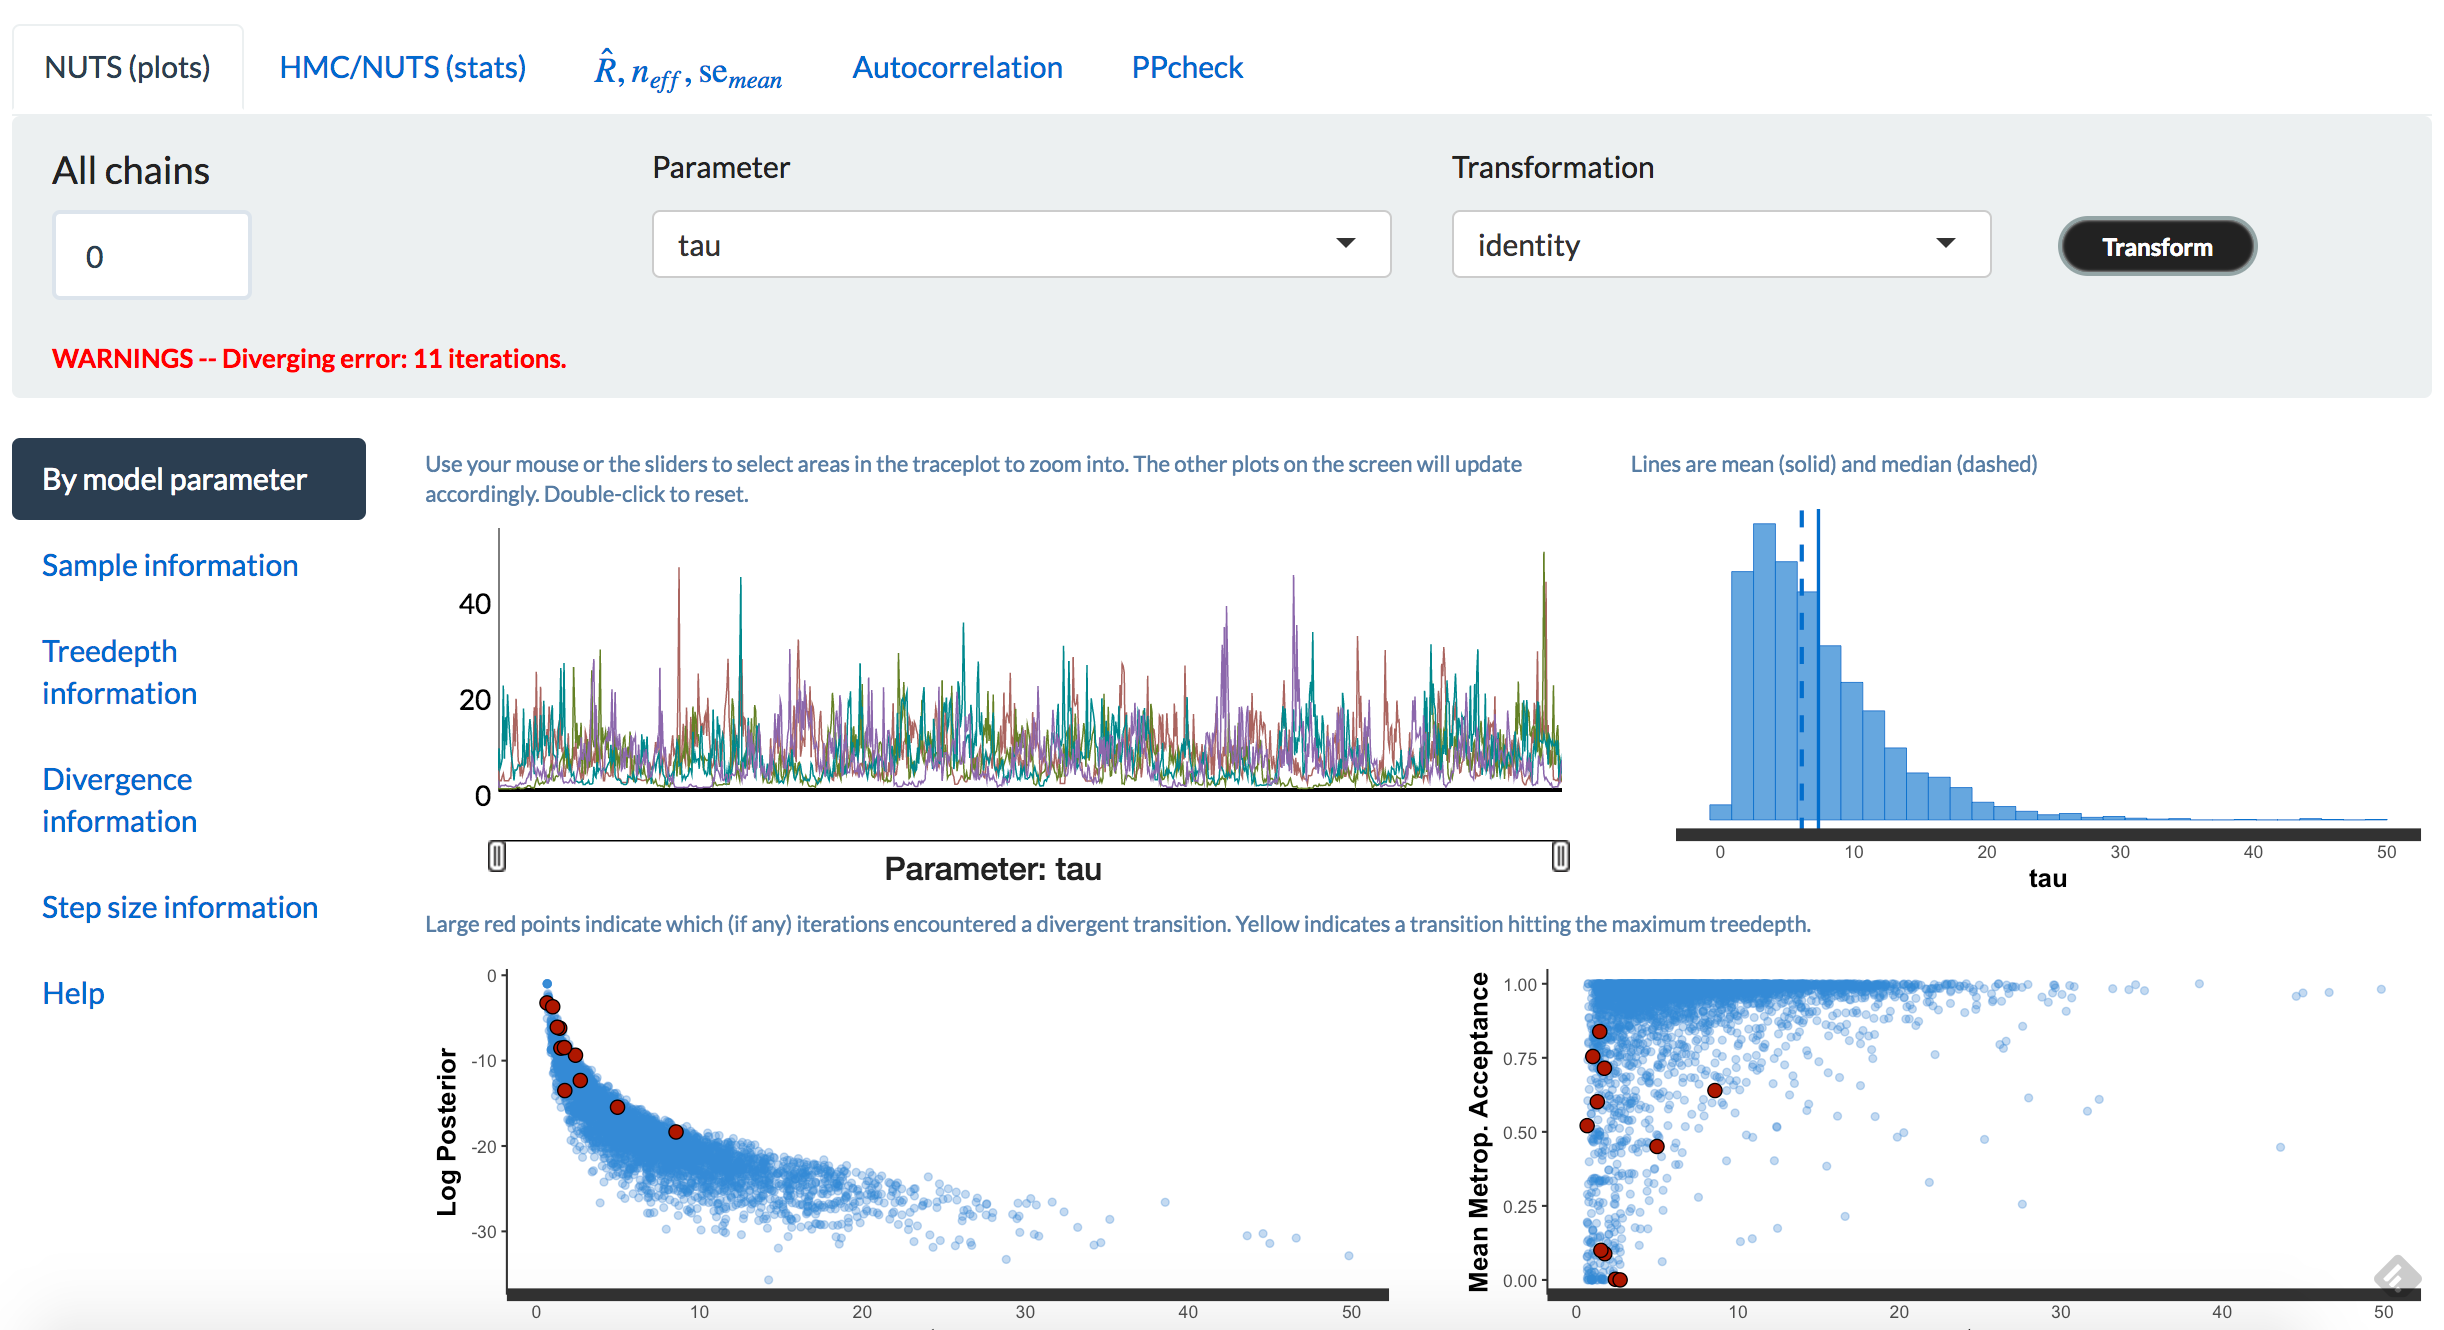 NUTS (plots) HMC/NUTS (stats) R̂, n_eff, se_mean Autocorrelation PPcheck
All chains Parameter Transformation
0 tau identity Transform
WARNINGS -- Diverging error: 11 iterations.
By model parameter
Sample information
Treedepth
information
Divergence
information
Step size information
Help
Use your mouse or the sliders to select areas in the traceplot to zoom into. The other plots on the screen will update
accordingly. Double-click to reset.
40
20
0
Parameter: tau
Lines are mean (solid) and median (dashed)
0 10 20 30 40 50
tau
Large red points indicate which (if any) iterations encountered a divergent transition. Yellow indicates a transition hitting the maximum treedepth.
Log Posterior
0
-10
-20
-30
0 10 20 30 40 50
Mean Metrop. Acceptance
1.00
0.75
0.50
0.25
0.00
0 10 20 30 40 50